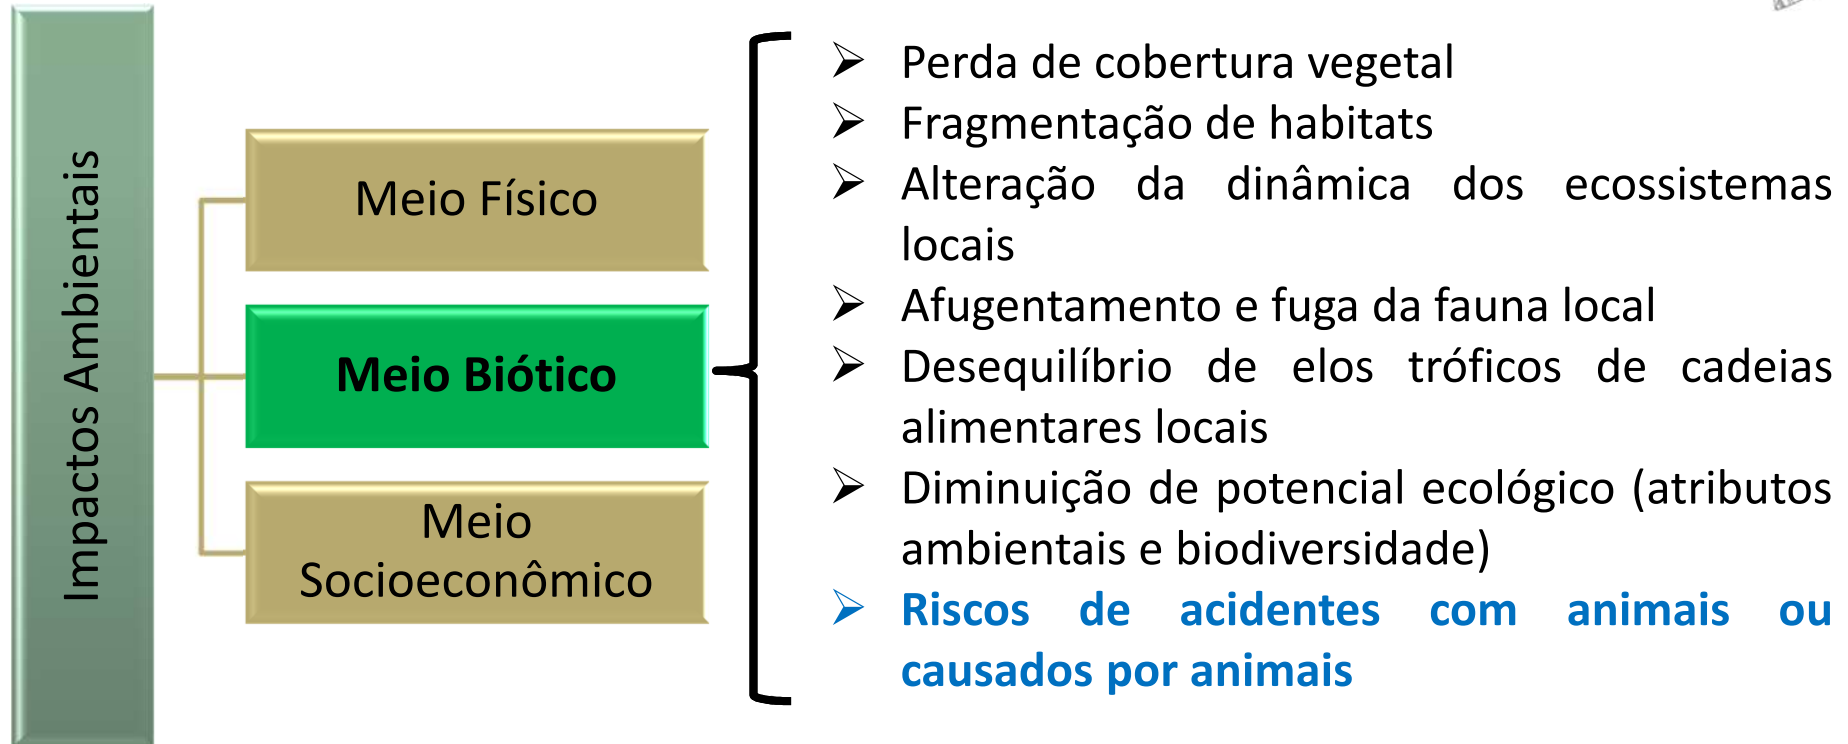 Impactos Ambientais
Meio Físico
Meio Biótico
Meio
Socioeconômico
Perda de cobertura vegetal
Fragmentação de habitats
Alteração da dinâmica dos ecossistemas
locais
Afugentamento e fuga da fauna local
Desequilíbrio de elos tróficos de cadeias
alimentares locais
Diminuição de potencial ecológico (atributos
ambientais e biodiversidade)
Riscos de acidentes com animais ou
causados por animais